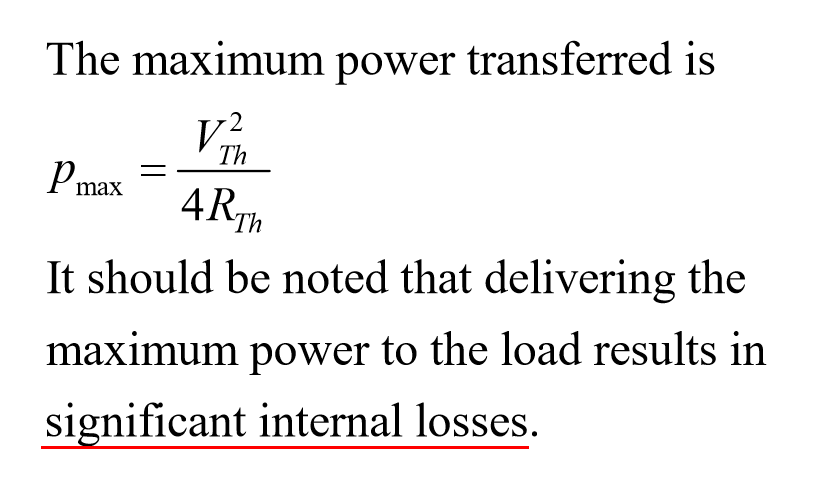 The maximum power transferred is
p_max = V_Th^2 / 4R_Th
It should be noted that delivering the
maximum power to the load results in
significant internal losses.